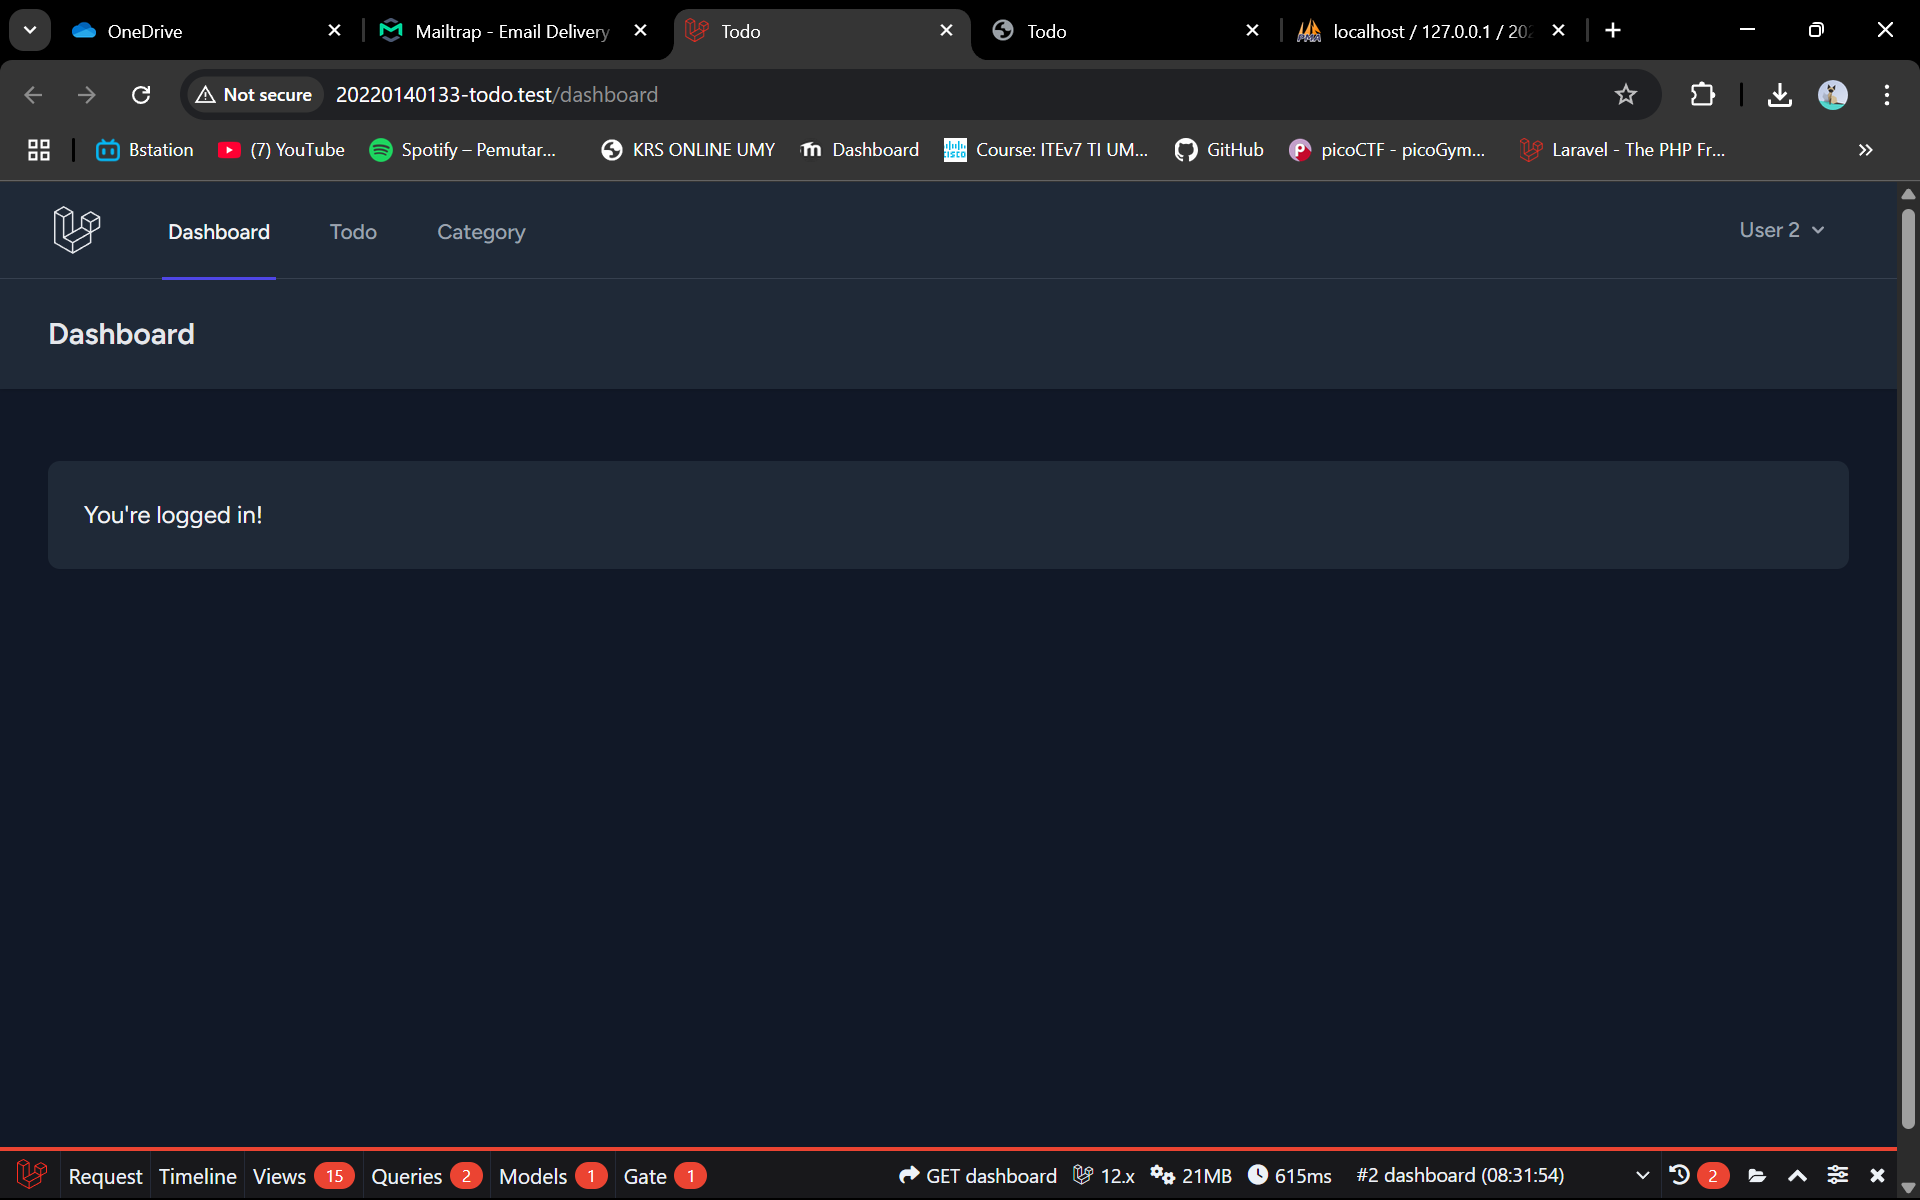 OneDrive
Mailtrap - Email Delivery
Todo
Todo
localhost / 127.0.0.1 / 202
Not secure
20220140133-todo.test/dashboard
Bstation
(7) YouTube
Spotify – Pemutar...
KRS ONLINE UMY
Dashboard
Course: ITEv7 TI UM...
GitHub
picoCTF - picoGym...
Laravel - The PHP Fr...
Dashboard
Todo
Category
User 2
Dashboard
You're logged in!
Request
Timeline
Views 15
Queries 2
Models 1
Gate 1
GET dashboard
12.x
21MB
615ms
#2 dashboard (08:31:54)
2